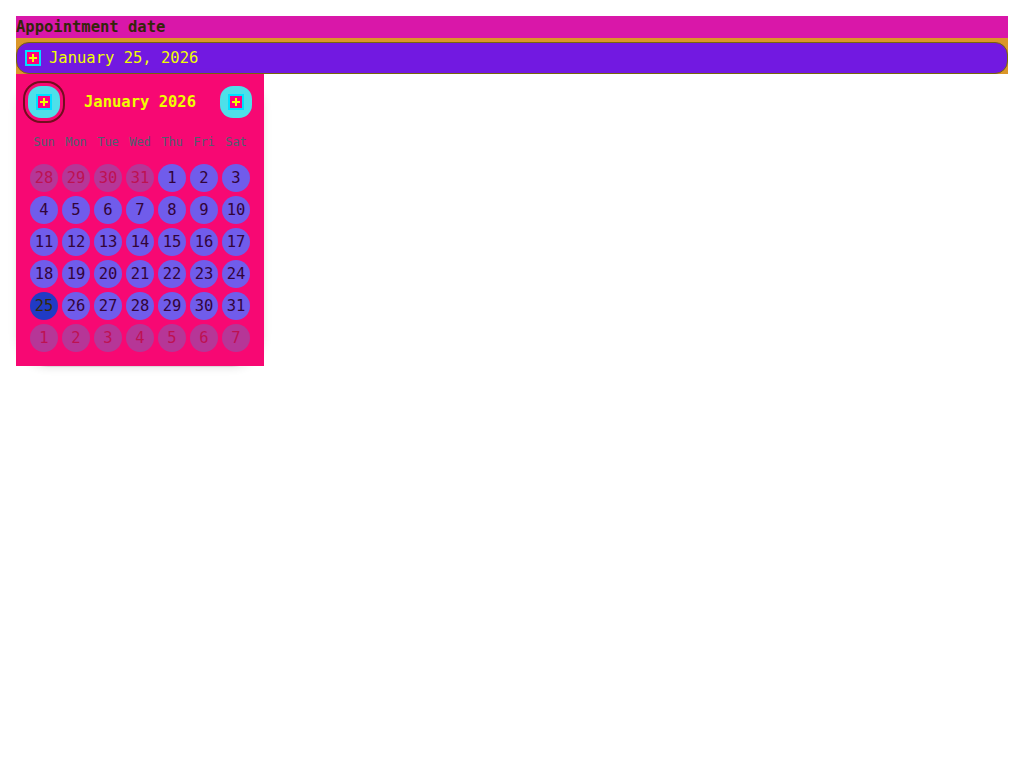 Appointment date
January 25, 2026
January 2026
Sun Mon Tue Wed Thu Fri Sat
28 29 30 31 1 2 3
4 5 6 7 8 9 10
11 12 13 14 15 16 17
18 19 20 21 22 23 24
25 26 27 28 29 30 31
1 2 3 4 5 6 7